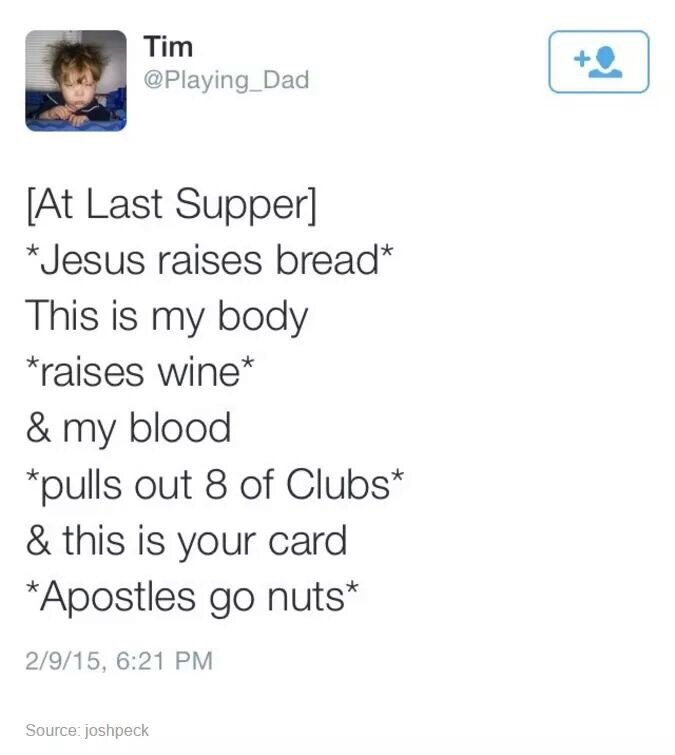 Tim
@Playing_Dad
[At Last Supper]
*Jesus raises bread*
This is my body
*raises wine*
& my blood
*pulls out 8 of Clubs*
& this is your card
*Apostles go nuts*
2/9/15, 6:21 PM
Source: joshpeck